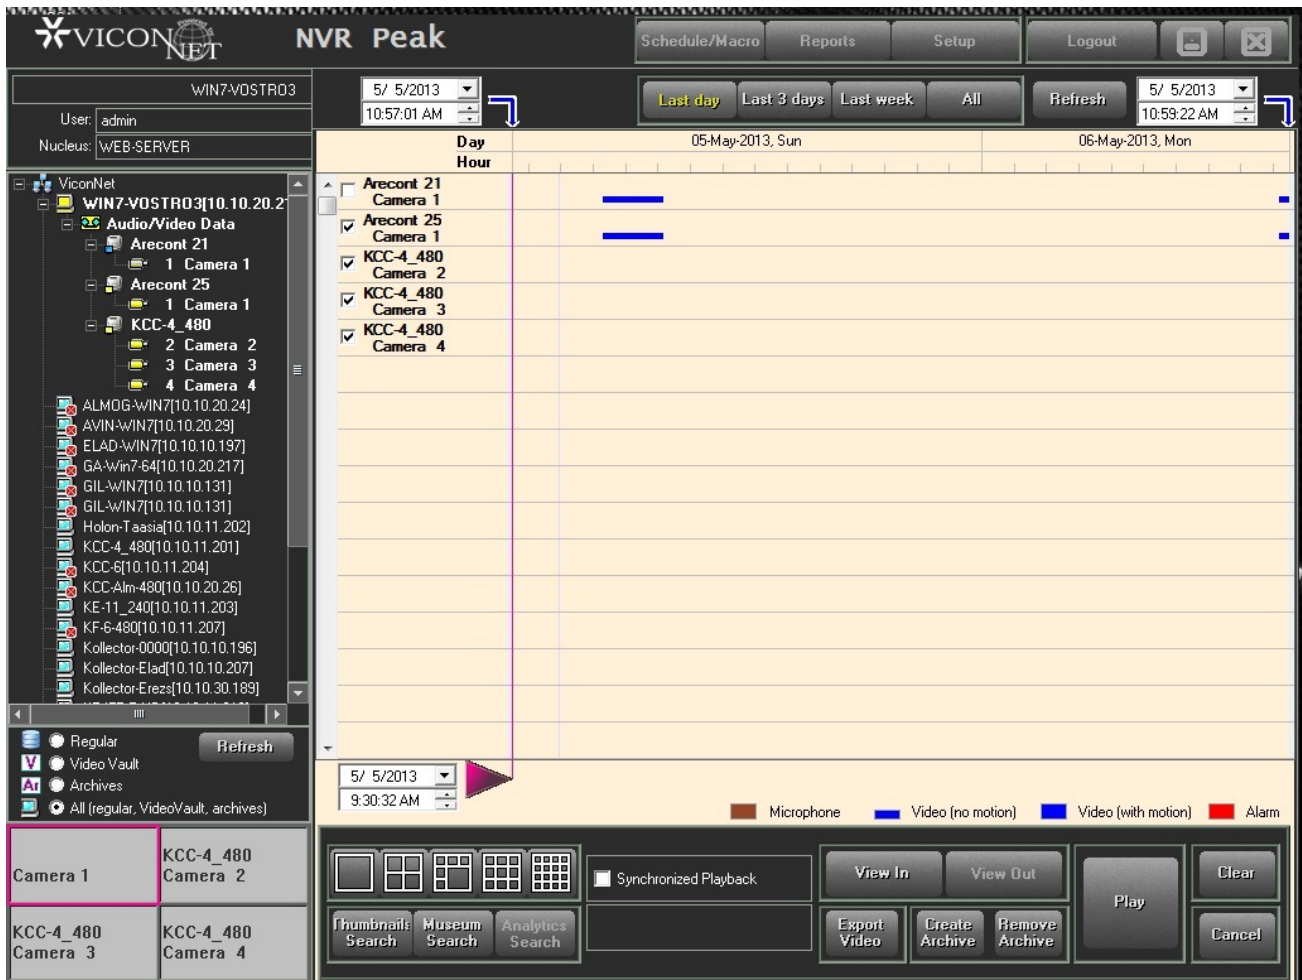 VICON NET
NVR Peak
Schedule/Macro Reports Setup Logout
WIN7-VOSTRO3
User: admin
Nucleus: WEB-SERVER
5/ 5/2013
10:57:01 AM
Last day Last 3 days Last week All Refresh
5/ 5/2013
10:59:22 AM
Day 05-May-2013, Sun 06-May-2013, Mon
Hour
ViconNet
WIN7-VOSTRO3[10.10.20.2
Audio/Video Data
Arecont 21
1 Camera 1
Arecont 25
1 Camera 1
KCC-4_480
2 Camera 2
3 Camera 3
4 Camera 4
ALMOG-WIN7[10.10.20.24]
AVIN-WIN7[10.10.20.29]
ELAD-WIN7[10.10.10.197]
GA-Win7-64[10.10.20.217]
GIL-WIN7[10.10.10.131]
GIL-WIN7[10.10.10.131]
Holon-Taasia[10.10.11.202]
KCC-4_480[10.10.11.201]
KCC-6[10.10.11.204]
KCC-Alm-480[10.10.20.26]
KE-11_240[10.10.11.203]
KF-6-480[10.10.11.207]
Kollector-0000[10.10.10.196]
Kollector-Elad[10.10.10.207]
Kollector-Erezs[10.10.30.189]
Arecont 21
Camera 1
Arecont 25
Camera 1
KCC-4_480
Camera 2
KCC-4_480
Camera 3
KCC-4_480
Camera 4
Regular
Refresh
V Video Vault
Ar Archives
All (regular, VideoVault, archives)
5/ 5/2013
9:30:32 AM
Microphone Video (no motion) Video (with motion) Alarm
Camera 1
KCC-4_480
Camera 2
KCC-4_480
Camera 3
KCC-4_480
Camera 4
Synchronized Playback
View In View Out
Play
Clear
Thumbnails
Search
Museum
Search
Analytics
Search
Export
Video
Create
Archive
Remove
Archive
Cancel